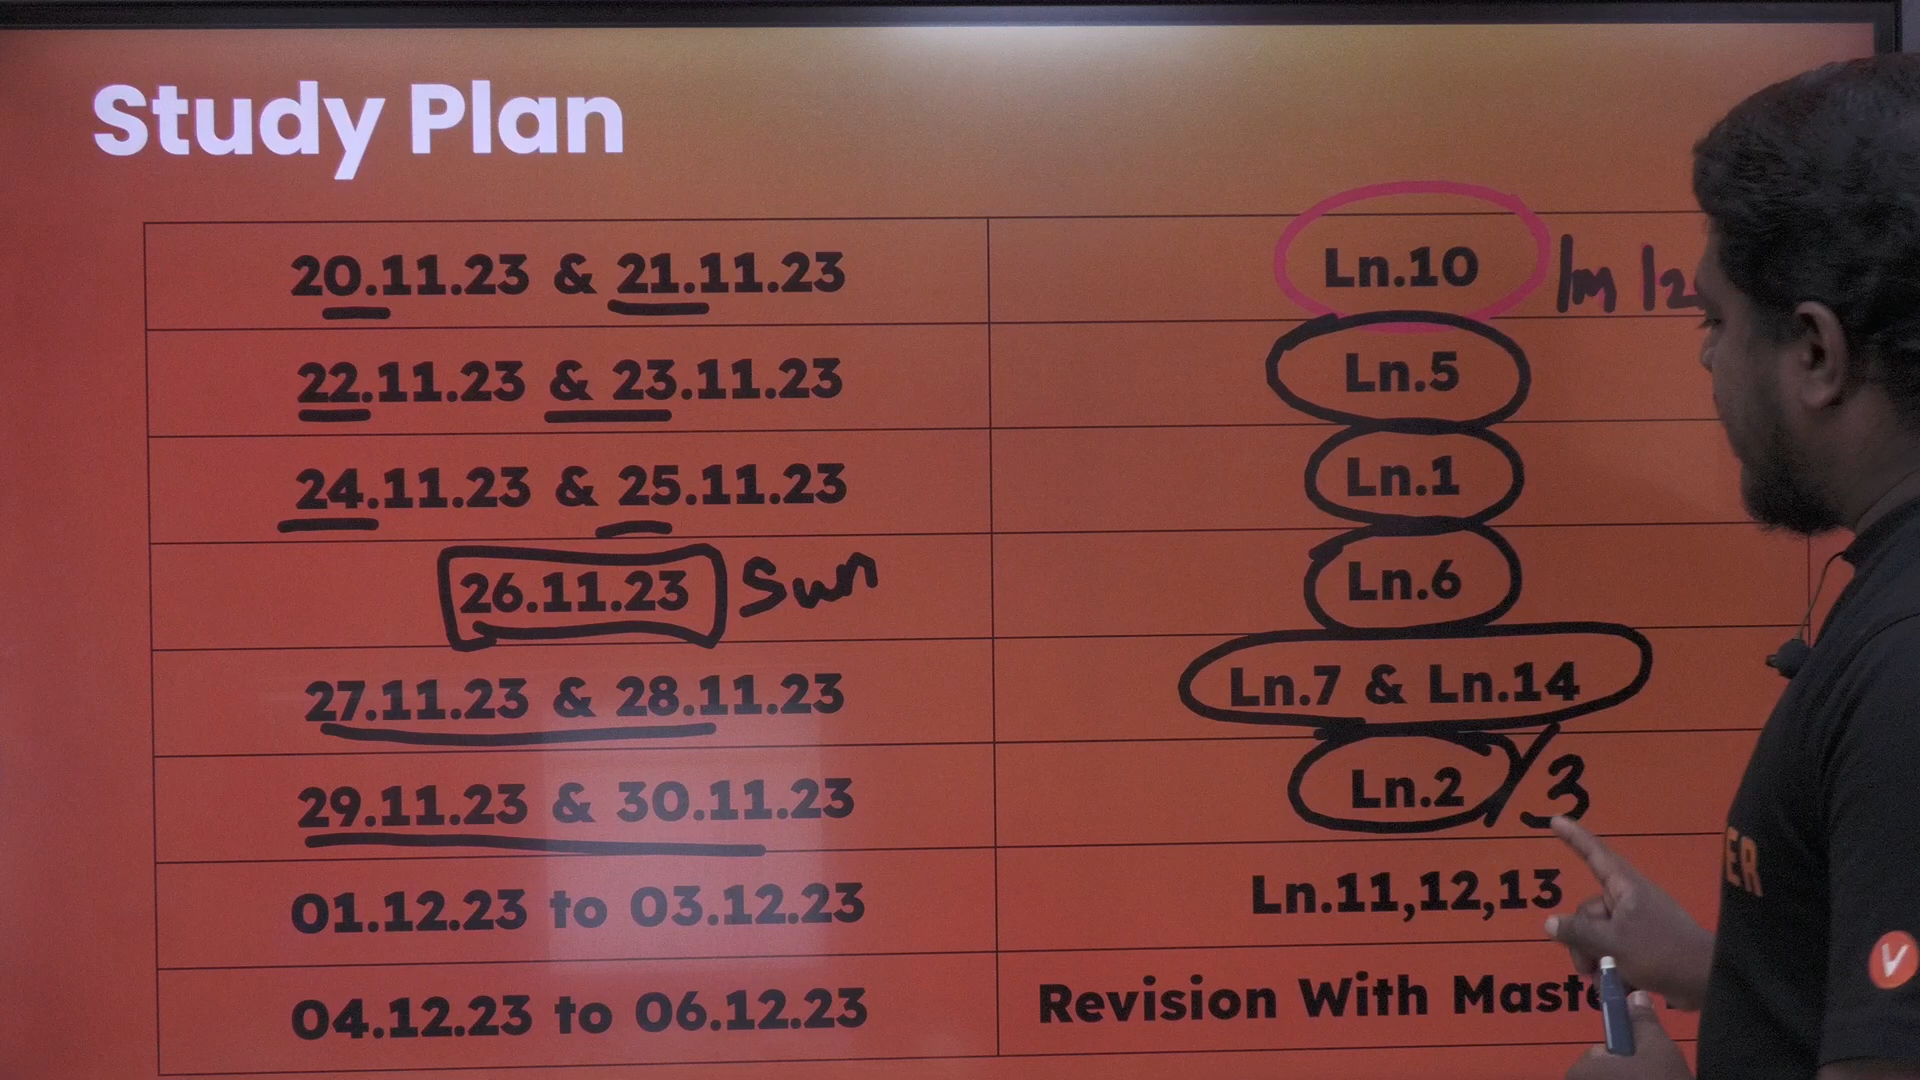 Study Plan
20.11.23 & 21.11.23 Ln.10 1m
22.11.23 & 23.11.23 Ln.5
24.11.23 & 25.11.23 Ln.1
26.11.23 Sun Ln.6
27.11.23 & 28.11.23 Ln.7 & Ln.14
29.11.23 & 30.11.23 Ln.2 / 3
01.12.23 to 03.12.23 Ln.11,12,13
04.12.23 to 06.12.23 Revision With
ER
V